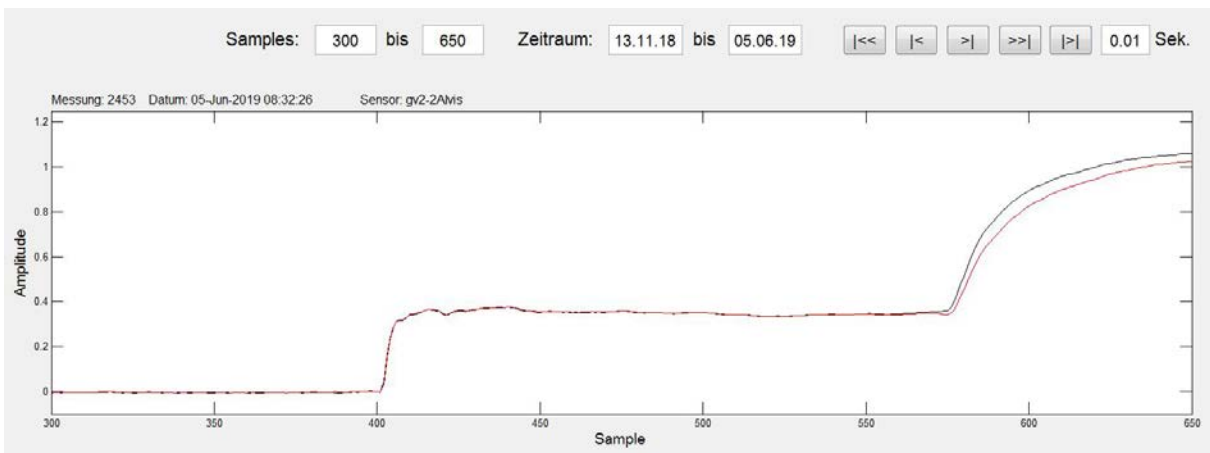 Samples: 300 bis 650 Zeitraum: 13.11.18 bis 05.06.19 |<< |< >| >>| |>| 0.01 Sek.
Messung: 2453 Datum: 05-Jun-2019 08:32:26 Sensor: gv2-2Alvis
1.2
1
0.8
0.6
0.4
0.2
0
Amplitude
300 350 400 450 500 550 600 650
Sample